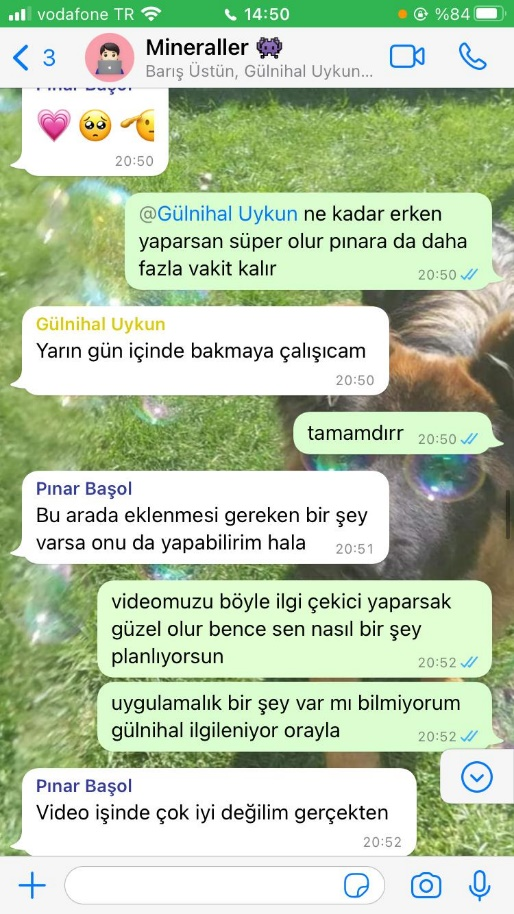 vodafone TR 14:50 %84
3
Mineraller 👾
Barış Üstün, Gülnihal Uykun...
Pınar Başol
💗 🥺 🫡
20:50
@Gülnihal Uykun ne kadar erken
yaparsan süper olur pınara da daha
fazla vakit kalır
20:50
Gülnihal Uykun
Yarın gün içinde bakmaya çalışıcam
20:50
tamamdırr 20:50
Pınar Başol
Bu arada eklenmesi gereken bir şey
varsa onu da yapabilirim hala 20:51
videomuzu böyle ilgi çekici yaparsak
güzel olur bence sen nasıl bir şey
planlıyorsun
20:52
uygulamalık bir şey var mı bilmiyorum
gülnihal ilgileniyor orayla
20:52
Pınar Başol
Video işinde çok iyi değilim gerçekten
20:52